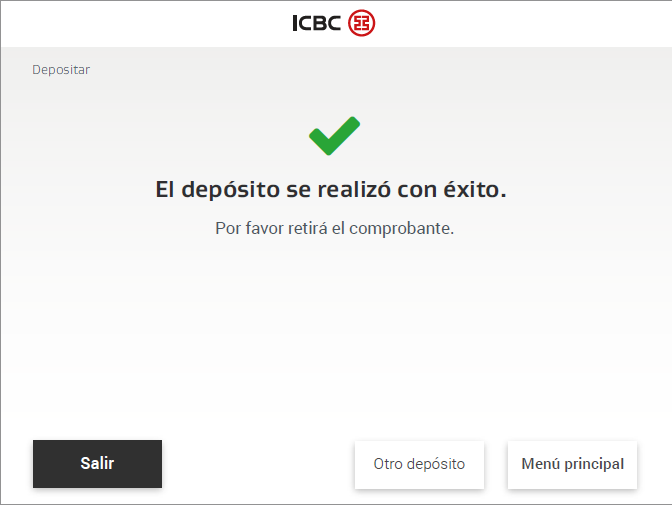 ICBC
Depositar
El depósito se realizó con éxito.
Por favor retirá el comprobante.
Salir
Otro depósito
Menú principal